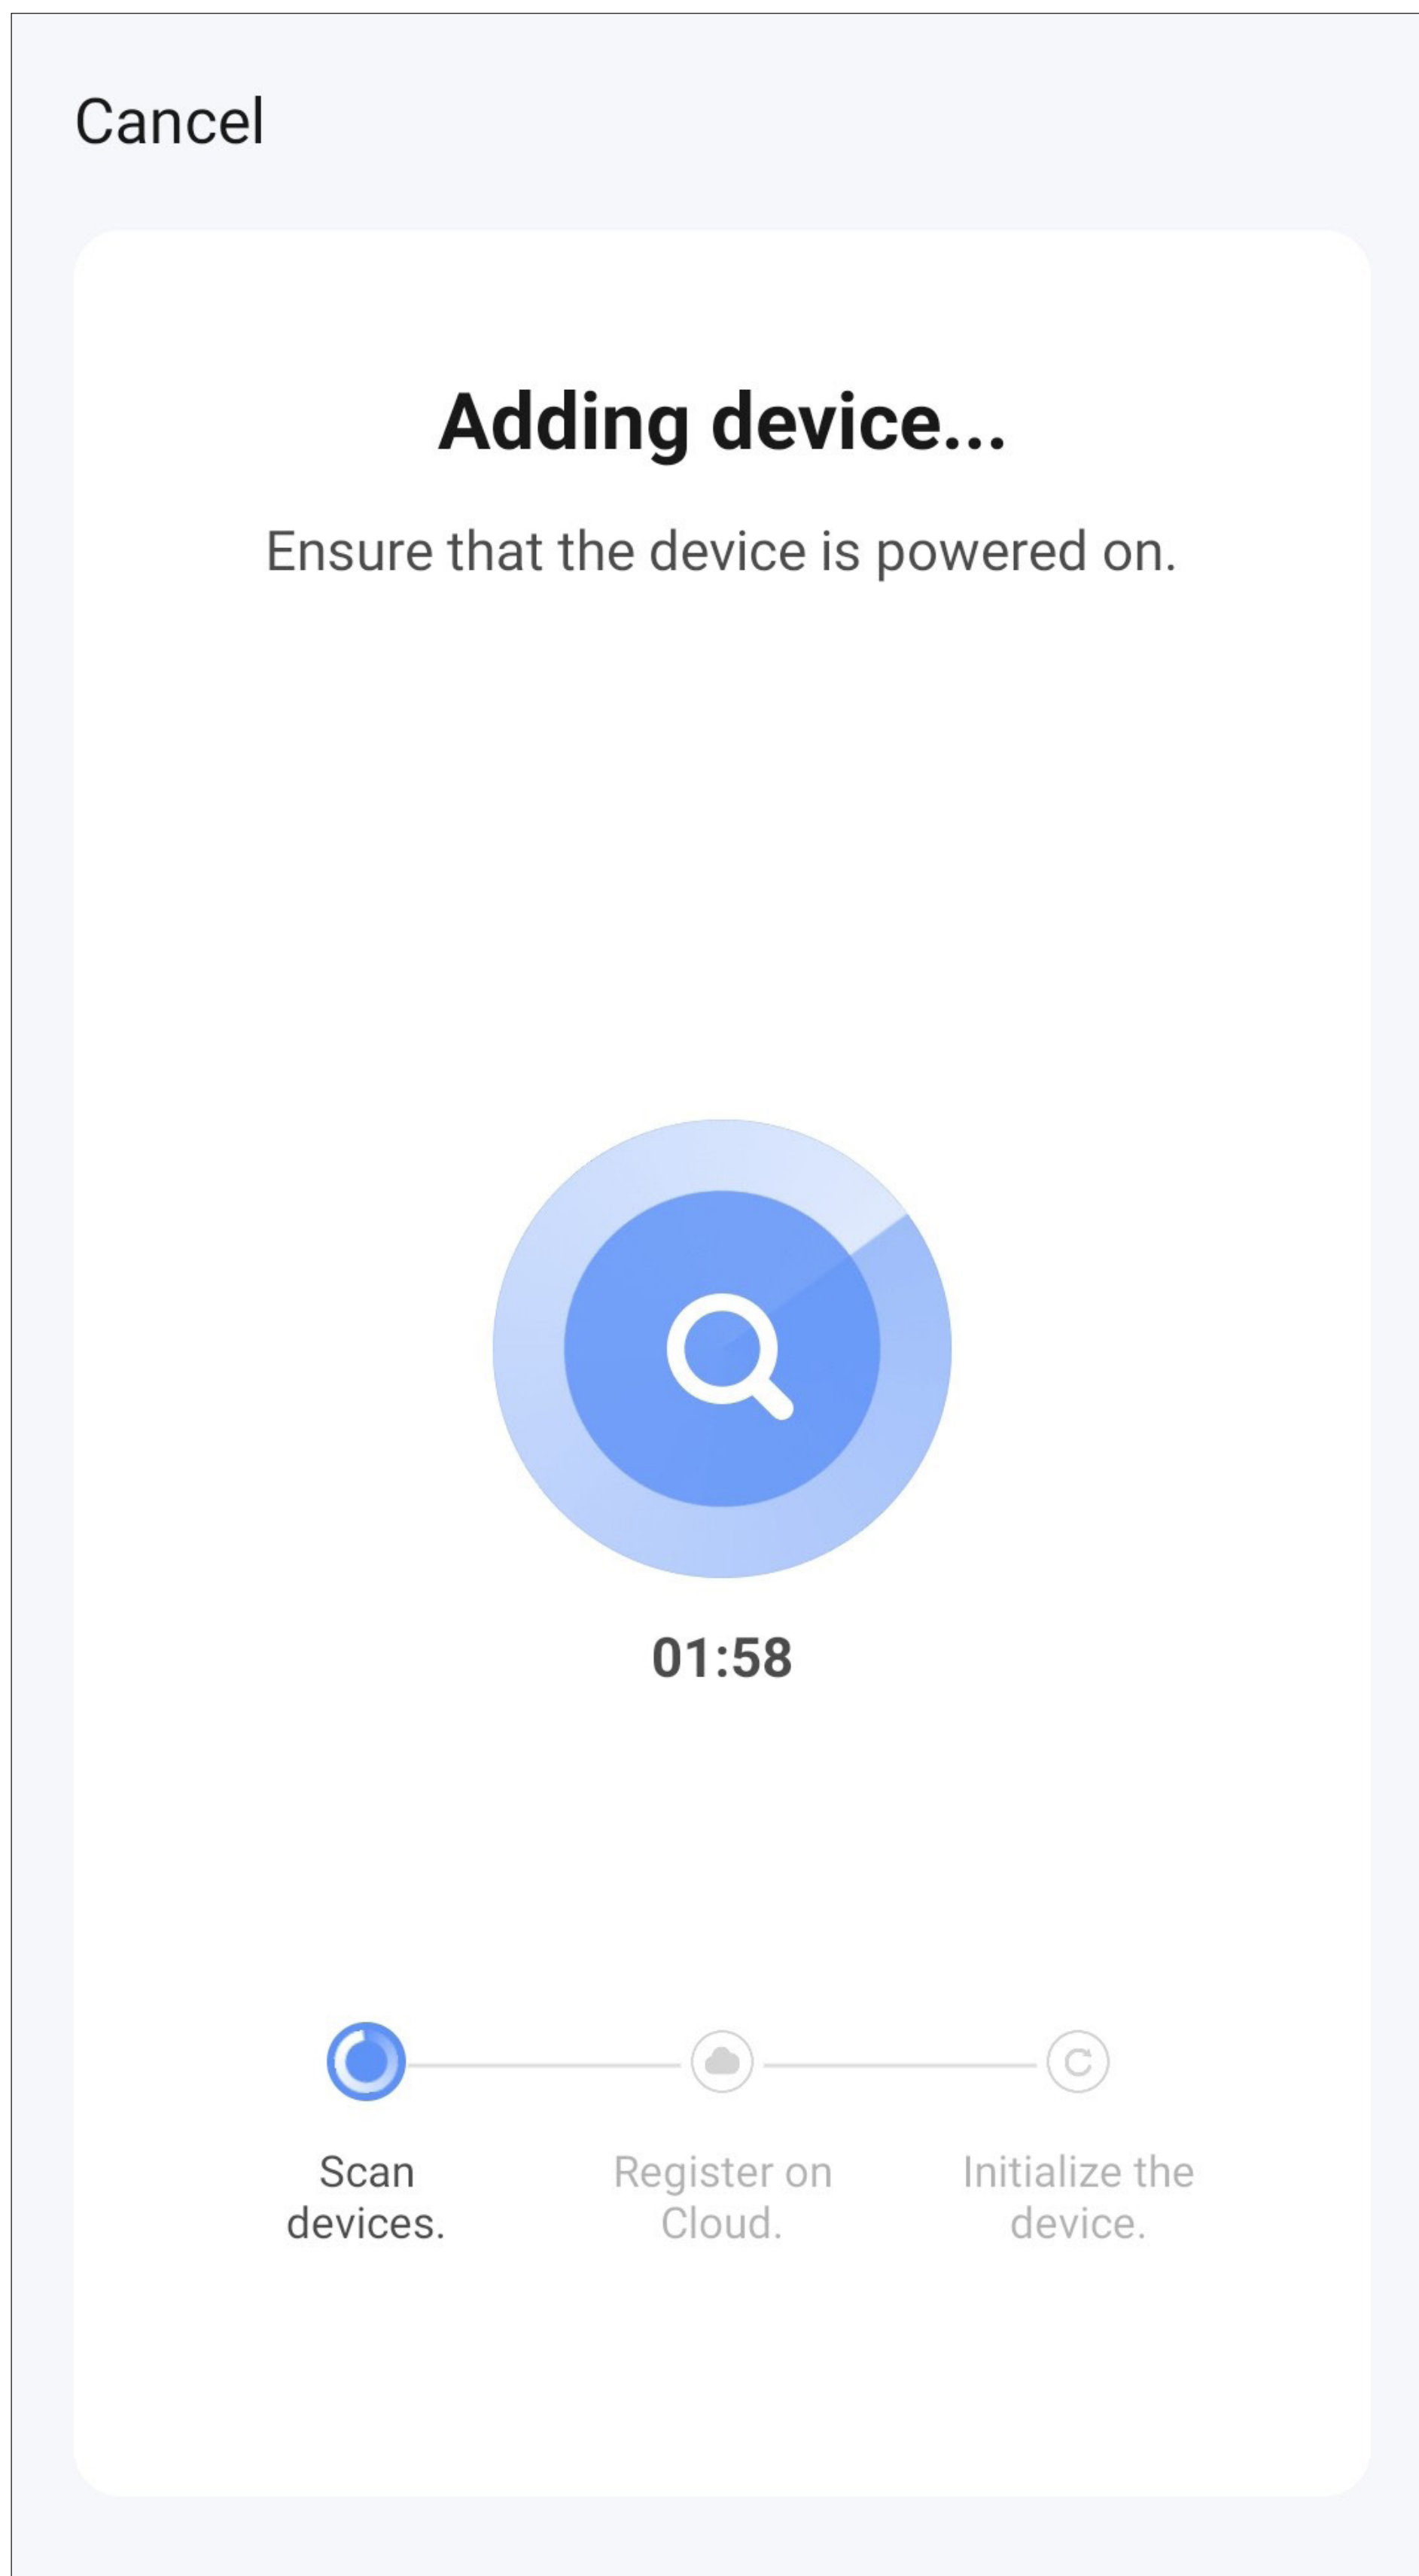 Cancel
Adding device...
Ensure that the device is powered on.
01:58
Scan
devices.
Register on
Cloud.
Initialize the
device.